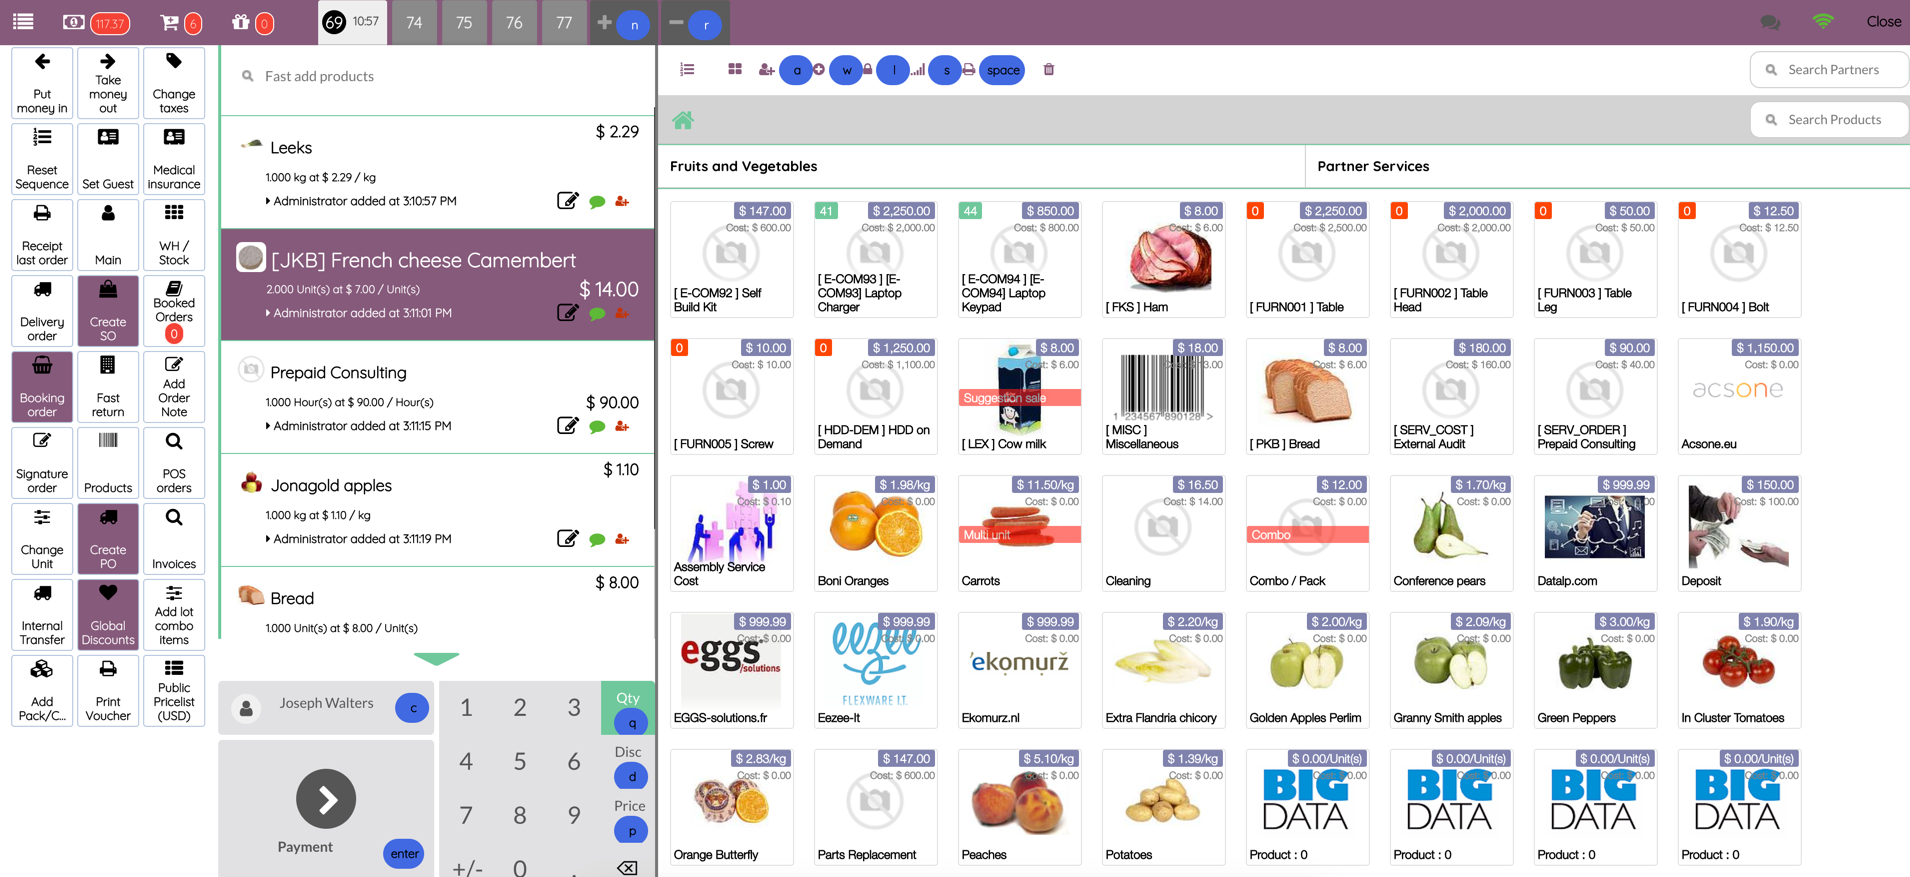 117.37
6
0
69 10:57
74
75
76
77
n
r
Close
Put
money in
Take
money
out
Change
taxes
Reset
Sequence
Set Guest
Medical
insurance
Receipt
last order
Main
WH /
Stock
Delivery
order
Create
SO
Booked
Orders
0
Booking
order
Fast
return
Add
Order
Note
Signature
order
Products
POS
orders
Change
Unit
Create
PO
Invoices
Internal
Transfer
Global
Discounts
Add lot
combo
items
Add
Pack/C...
Print
Voucher
Public
Pricelist
(USD)
Fast add products
$ 2.29
Leeks
1.000 kg at $ 2.29 / kg
Administrator added at 3:10:57 PM
[JKB] French cheese Camembert
2.000 Unit(s) at $ 7.00 / Unit(s)
$ 14.00
Administrator added at 3:11:01 PM
Prepaid Consulting
1.000 Hour(s) at $ 90.00 / Hour(s)
$ 90.00
Administrator added at 3:11:15 PM
$ 1.10
Jonagold apples
1.000 kg at $ 1.10 / kg
Administrator added at 3:11:19 PM
$ 8.00
Bread
1.000 Unit(s) at $ 8.00 / Unit(s)
Joseph Walters
c
Payment
enter
1 2 3
Qty
q
4 5 6
Disc
d
7 8 9
Price
p
+/- 0 .
a
w
l
s
space
Search Partners
Search Products
Fruits and Vegetables
Partner Services
$ 147.00
Cost: $ 600.00
[ E-COM92 ] Self
Build Kit
41 $ 2,250.00
Cost: $ 2,000.00
[ E-COM93 ] [E-
COM93] Laptop
Charger
44 $ 850.00
Cost: $ 800.00
[ E-COM94 ] [E-
COM94] Laptop
Keypad
$ 8.00
Cost: $ 6.00
[ FKS ] Ham
0 $ 2,250.00
Cost: $ 2,500.00
[ FURN001 ] Table
0 $ 2,000.00
Cost: $ 2,000.00
[ FURN002 ] Table
Head
0 $ 50.00
Cost: $ 50.00
[ FURN003 ] Table
Leg
0 $ 12.50
Cost: $ 12.50
[ FURN004 ] Bolt
0 $ 10.00
Cost: $ 10.00
[ FURN005 ] Screw
0 $ 1,250.00
Cost: $ 1,100.00
[ HDD-DEM ] HDD on
Demand
$ 8.00
Cost: $ 6.00
Suggestion sale
[ LEX ] Cow milk
$ 18.00
1 234567 890128 >
[ MISC ]
Miscellaneous
$ 8.00
Cost: $ 6.00
[ PKB ] Bread
$ 180.00
Cost: $ 160.00
[ SERV_COST ]
External Audit
$ 90.00
Cost: $ 40.00
[ SERV_ORDER ]
Prepaid Consulting
$ 1,150.00
Cost: $ 0.00
acsone
Acsone.eu
$ 1.00
Cost: $ 0.10
Assembly Service
Cost
$ 1.98/kg
Cost: $ 0.00
Boni Oranges
$ 11.50/kg
Cost: $ 0.00
Multi unit
Carrots
$ 16.50
Cost: $ 14.00
Cleaning
$ 12.00
Cost: $ 0.00
Combo
Combo / Pack
$ 1.70/kg
Cost: $ 0.00
Conference pears
$ 999.99
Datalp.com
$ 150.00
Cost: $ 100.00
Deposit
$ 999.99
Cost: $ 0.00
eggs
/solutions
EGGS-solutions.fr
$ 999.99
Cost: $ 0.00
eezee
FLEXWARE I.T.
Eezee-It
$ 999.99
Cost: $ 0.00
'ekomurż
Ekomurz.nl
$ 2.20/kg
Cost: $ 0.00
Extra Flandria chicory
$ 2.00/kg
Cost: $ 0.00
Golden Apples Perlim
$ 2.09/kg
Cost: $ 0.00
Granny Smith apples
$ 3.00/kg
Cost: $ 0.00
Green Peppers
$ 1.90/kg
Cost: $ 0.00
In Cluster Tomatoes
$ 2.83/kg
Cost: $ 0.00
Orange Butterfly
$ 147.00
Cost: $ 600.00
Parts Replacement
$ 5.10/kg
Cost: $ 0.00
Peaches
$ 1.39/kg
Cost: $ 0.00
Potatoes
$ 0.00/Unit(s)
Cost: $ 0.00
BIG
DATA
Product : 0
$ 0.00/Unit(s)
Cost: $ 0.00
BIG
DATA
Product : 0
$ 0.00/Unit(s)
Cost: $ 0.00
BIG
DATA
Product : 0
$ 0.00/Unit(s)
Cost: $ 0.00
BIG
DATA
Product : 0